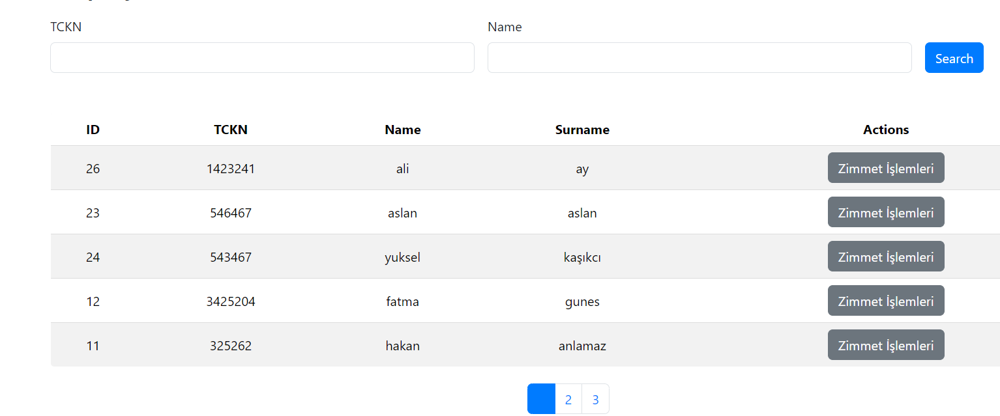 TCKN Name
Search
ID TCKN Name Surname Actions
26 1423241 ali ay Zimmet İşlemleri
23 546467 aslan aslan Zimmet İşlemleri
24 543467 yuksel kaşıkcı Zimmet İşlemleri
12 3425204 fatma gunes Zimmet İşlemleri
11 325262 hakan anlamaz Zimmet İşlemleri
2 3